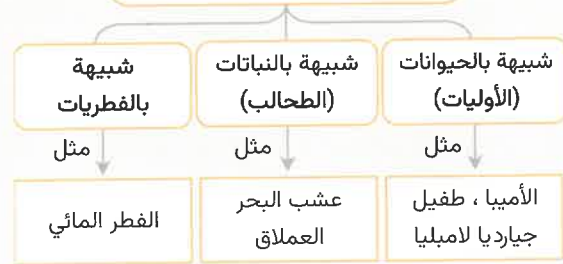 شبيهة بالحيوانات
(الأوليات)
شبيهة بالنباتات
(الطحالب)
شبيهة
بالفطريات
مثل
مثل
مثل
الأميبا ، طفيل
جيارديا لامبليا
عشب البحر
العملاق
الفطر المائي